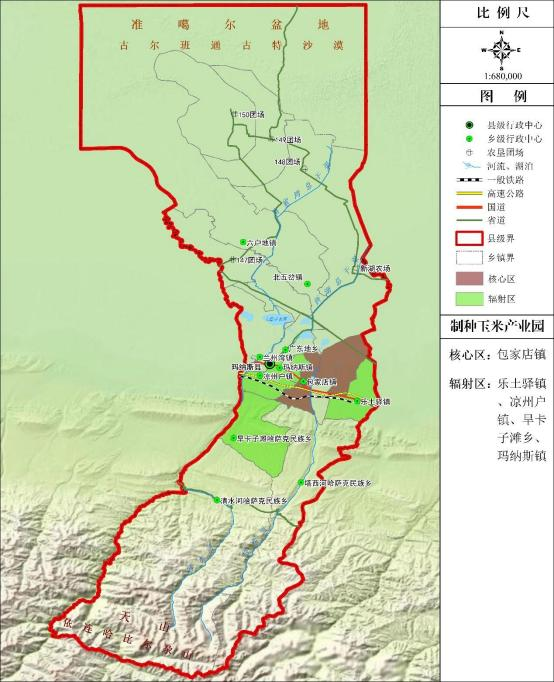 准噶尔盆地
古尔班通古特沙漠
150团场
149团场
148团场
六户地镇
147团场
新湖农场
北五岔镇
广东地乡
兰州湾镇
玛纳斯县
玛纳斯镇
凉州户镇
包家店镇
乐土驿镇
旱卡子滩哈萨克民族乡
塔西河哈萨克民族乡
清水河哈萨克民族乡
天山
依连哈比尔尕山
比例尺
N
W
E
S
1:680,000
图例
县级行政中心
乡级行政中心
农垦团场
河流、湖泊
一般铁路
高速公路
国道
省道
县级界
乡镇界
核心区
辐射区
制种玉米产业园
核心区：包家店镇
辐射区：乐土驿镇
、凉州户
镇、旱卡
子滩乡、
玛纳斯镇